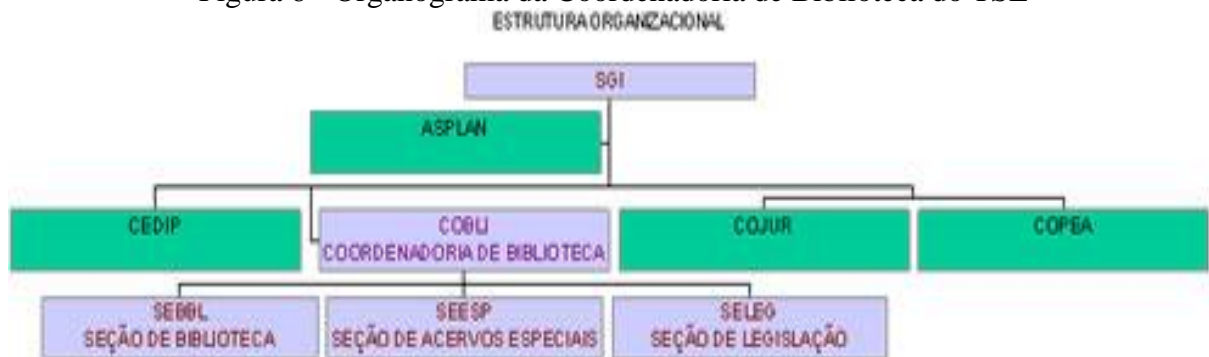 Figura 6 - Organograma da Coordenadoria de Biblioteca do TSE
ESTRUTURA ORGANIZACIONAL
SGI
ASPLAN
CEDIP
COBLI
COORDENADORIA DE BIBLIOTECA
COJUR
COPEA
SEBBL
SEÇÃO DE BIBLIOTECA
SEESP
SEÇÃO DE ACERVOS ESPECIAIS
SELEG
SEÇÃO DE LEGISLAÇÃO